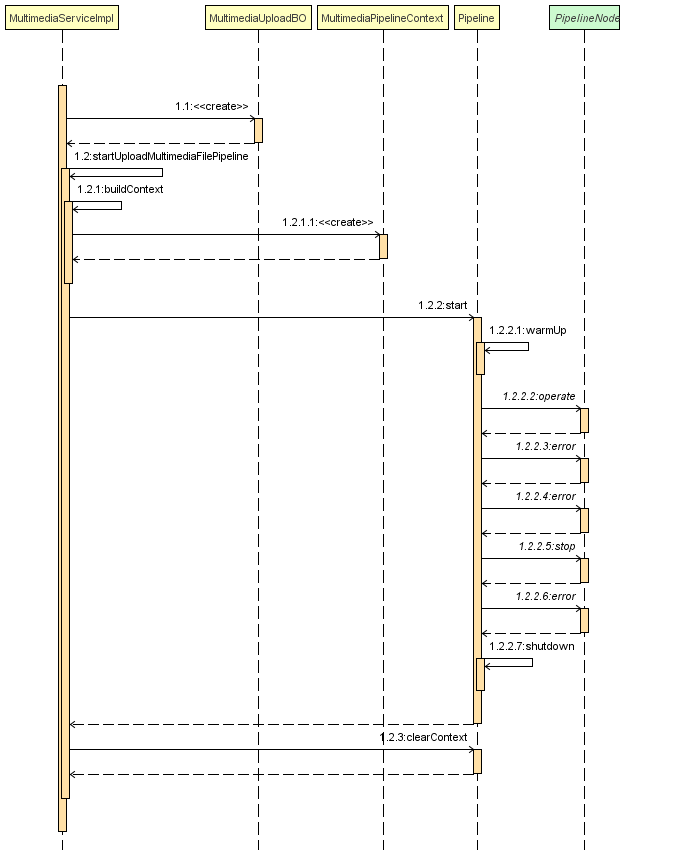 MultimediaServiceImpl
MultimediaUploadBO
MultimediaPipelineContext
Pipeline
PipelineNode
1.1:<<create>>
1.2:startUploadMultimediaFilePipeline
1.2.1:buildContext
1.2.1.1:<<create>>
1.2.2:start
1.2.2.1:warmUp
1.2.2.2:operate
1.2.2.3:error
1.2.2.4:error
1.2.2.5:stop
1.2.2.6:error
1.2.2.7:shutdown
1.2.3:clearContext